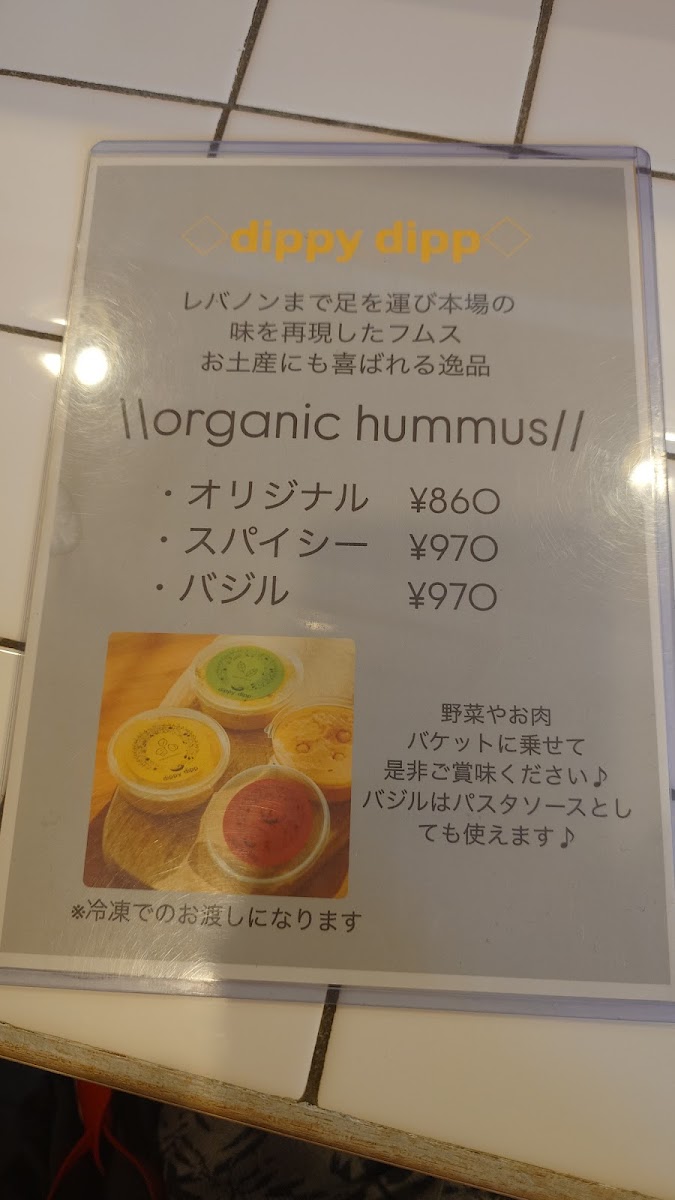 ◇dippy dipp◇
レバノンまで足を運び本場の
味を再現したフムス
お土産にも喜ばれる逸品
\\organic hummus//
・オリジナル ¥860
・スパイシー ¥970
・バジル ¥970
野菜やお肉
バケットに乗せて
是非ご賞味ください♪
バジルはパスタソースとし
ても使えます♪
dippy dipp
dippy dipp
※冷凍でのお渡しになります